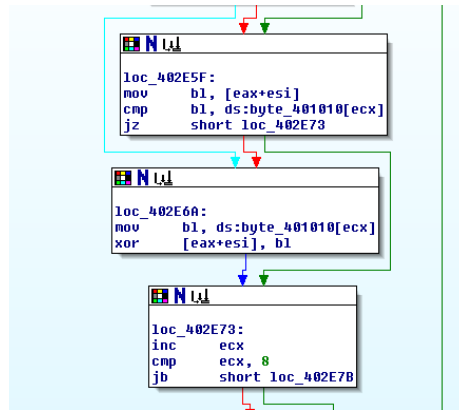 loc_402E5F:
mov bl, [eax+esi]
cmp bl, ds:byte_401010[ecx]
jz short loc_402E73
loc_402E6A:
mov bl, ds:byte_401010[ecx]
xor [eax+esi], bl
loc_402E73:
inc ecx
cmp ecx, 8
jb short loc_402E7B